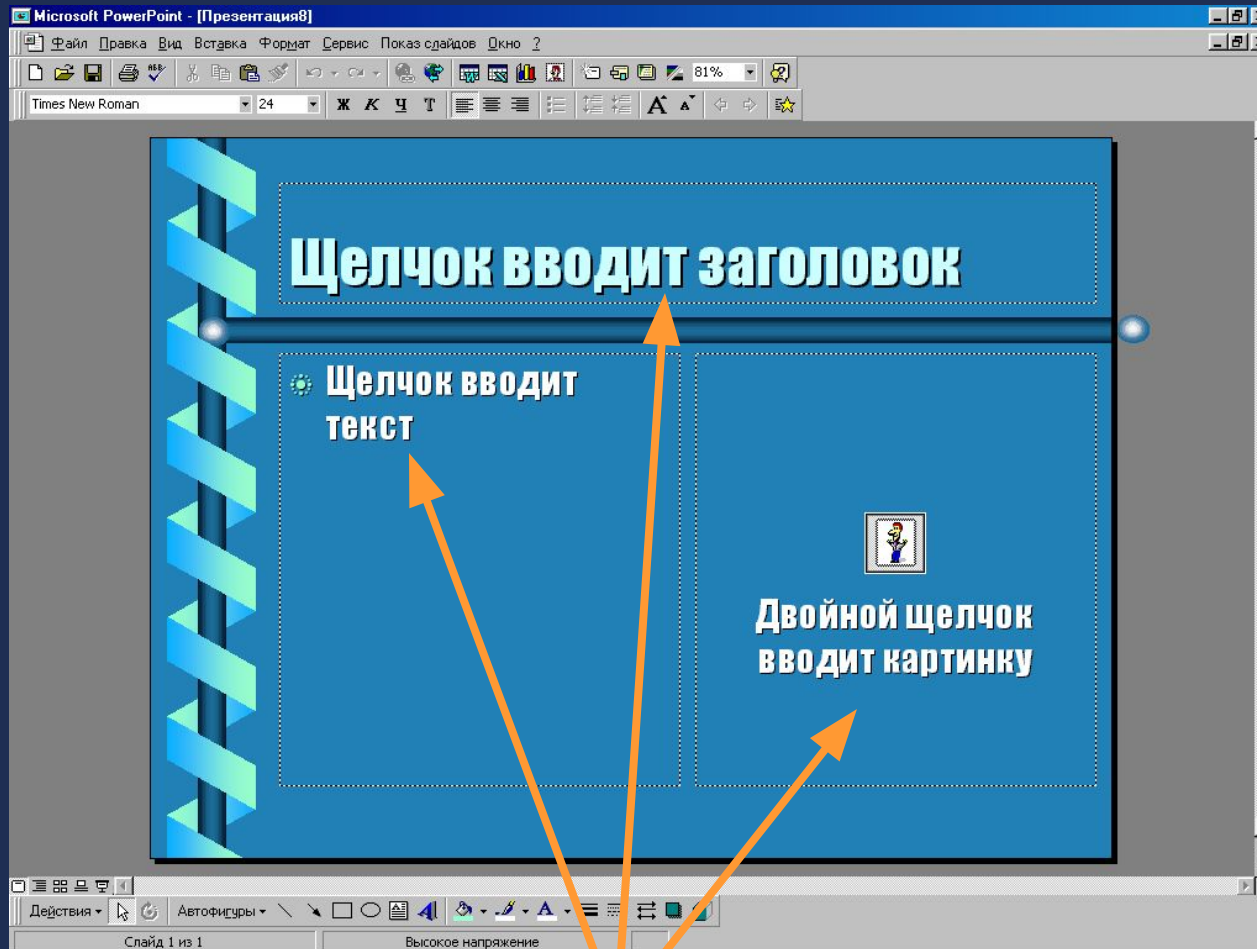 Microsoft PowerPoint - [Презентация8]
Файл Правка Вид Вставка Формат Сервис Показ слайдов Окно ?
81%
Times New Roman 24 Ж К Ч Т A A
Щелчок вводит заголовок
Щелчок вводит
текст
Двойной щелчок
вводит картинку
Действия Автофигуры
Слайд 1 из 1 Высокое напряжение